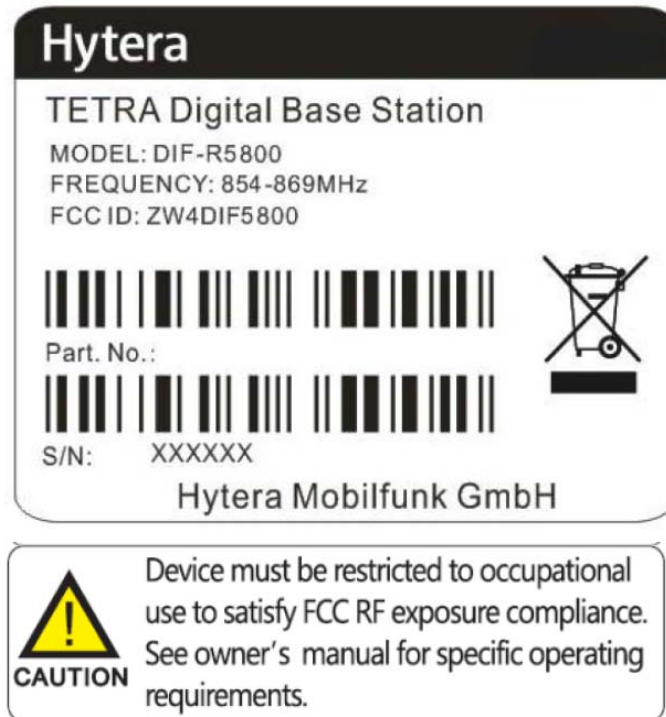 Hytera
TETRA Digital Base Station
MODEL: DIF-R5800
FREQUENCY: 854-869MHz
FCC ID: ZW4DIF5800
Part. No.:
S/N: XXXXXX
Hytera Mobilfunk GmbH
Device must be restricted to occupational
use to satisfy FCC RF exposure compliance.
See owner's manual for specific operating
requirements.
CAUTION